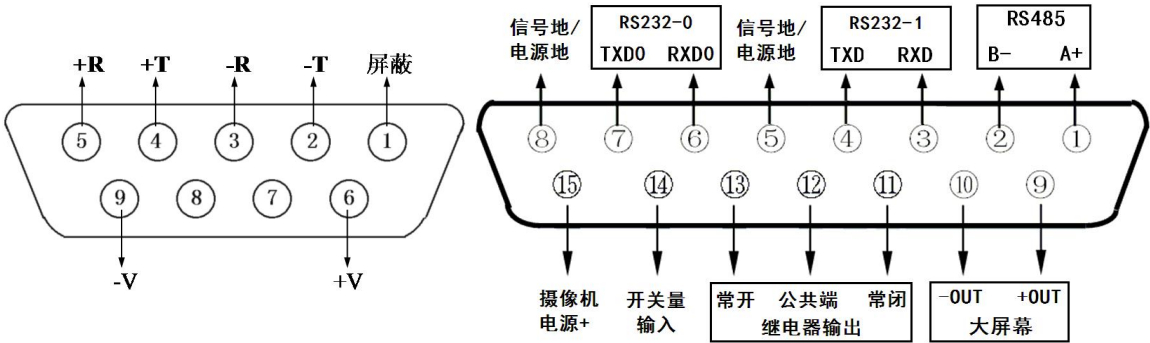 +R +T -R -T 屏蔽
5 4 3 2 1
9 8 7 6
-V +V
信号地/
电源地
RS232-0
TXD0 RXD0
信号地/
电源地
RS232-1
TXD RXD
RS485
B- A+
⑧ ⑦ ⑥ ⑤ ④ ③ ② ①
⑮ ⑭ ⑬ ⑫ ⑪ ⑩ ⑨
摄像机
电源+
开关量
输入
常开 公共端 常闭
继电器输出
-OUT +OUT
大屏幕